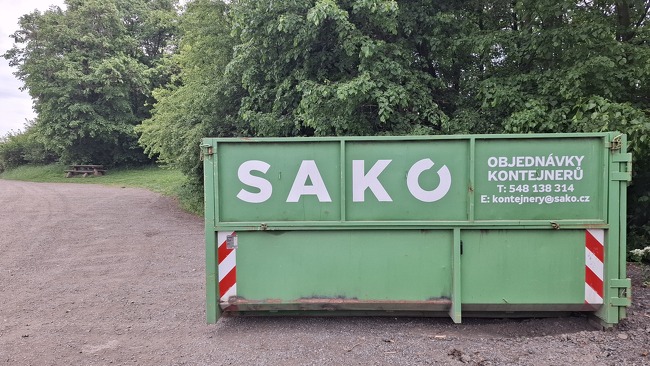 SAKO
OBJEDNÁVKY
KONTEJNERŮ
T: 548 138 314
E: kontejnery@sako.cz